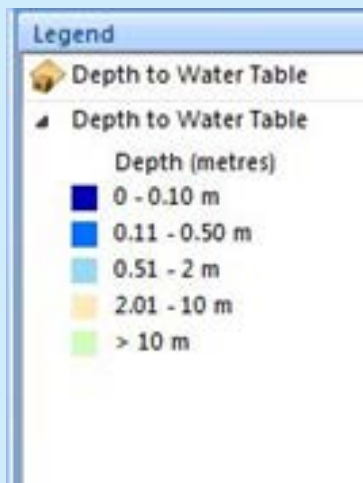 Legend
Depth to Water Table
Depth to Water Table
Depth (metres)
0 - 0.10 m
0.11 - 0.50 m
0.51 - 2 m
2.01 - 10 m
> 10 m